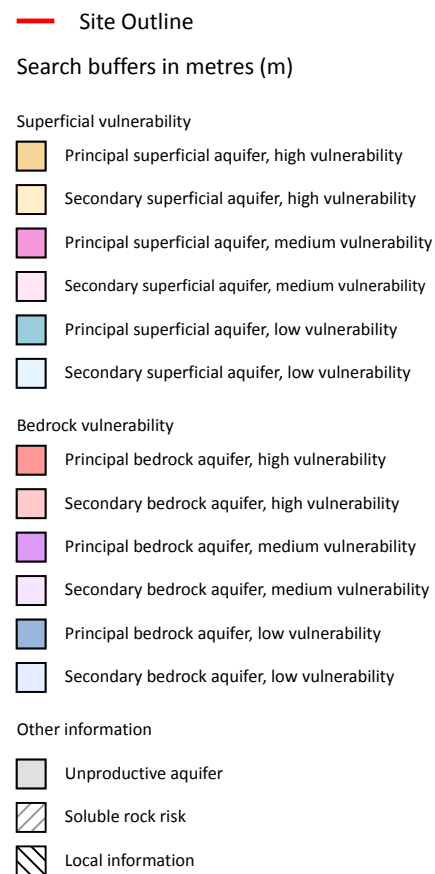 Site Outline
Search buffers in metres (m)
Superficial vulnerability
Principal superficial aquifer, high vulnerability
Secondary superficial aquifer, high vulnerability
Principal superficial aquifer, medium vulnerability
Secondary superficial aquifer, medium vulnerability
Principal superficial aquifer, low vulnerability
Secondary superficial aquifer, low vulnerability
Bedrock vulnerability
Principal bedrock aquifer, high vulnerability
Secondary bedrock aquifer, high vulnerability
Principal bedrock aquifer, medium vulnerability
Secondary bedrock aquifer, medium vulnerability
Principal bedrock aquifer, low vulnerability
Secondary bedrock aquifer, low vulnerability
Other information
Unproductive aquifer
Soluble rock risk
Local information